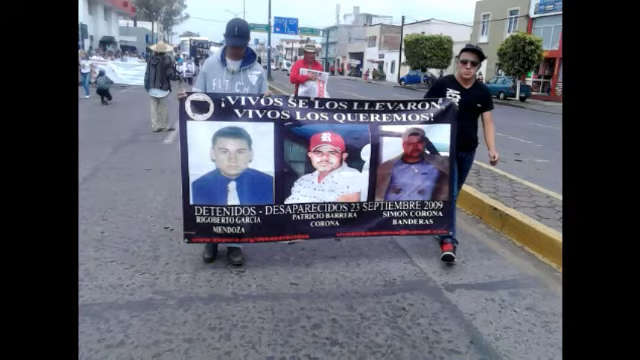 ¡VIVOS SE LOS LLEVARON
VIVOS LOS QUEREMOS!
DETENIDOS - DESAPARECIDOS 23 SEPTIEMBRE 2009
RIGOBERTO GARCIA
MENDOZA
PATRICIO BARRERA
CORONA
SIMON CORONA
BANDERAS